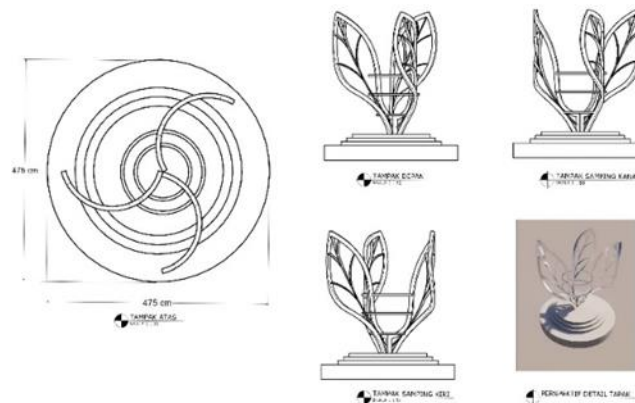 475 cm
475 cm
TAMPAK ATAS
TAMPAK DEPAN
TAMPAK SAMPING KANAN
TAMPAK SAMPING KIRI
PERSPEKTIF DETAIL TAPAK